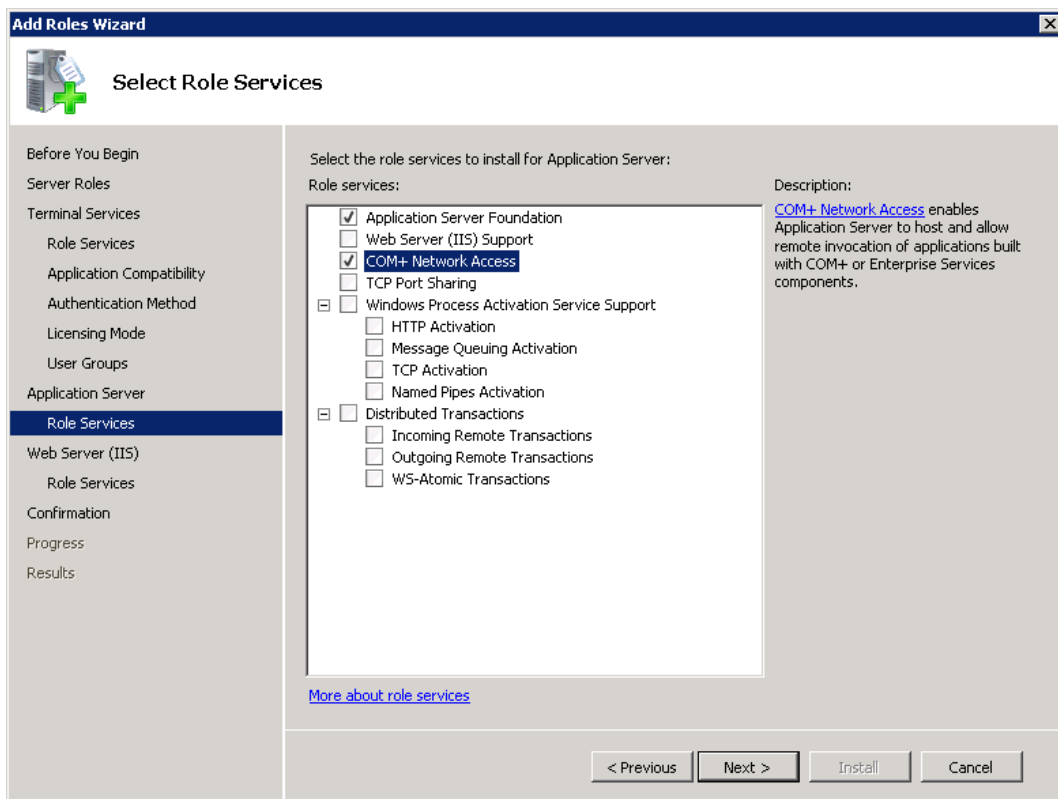 Add Roles Wizard
Select Role Services
Before You Begin
Server Roles
Terminal Services
Role Services
Application Compatibility
Authentication Method
Licensing Mode
User Groups
Application Server
Role Services
Web Server (IIS)
Role Services
Confirmation
Progress
Results
Select the role services to install for Application Server:
Role services:
Application Server Foundation
Web Server (IIS) Support
COM+ Network Access
TCP Port Sharing
Windows Process Activation Service Support
HTTP Activation
Message Queuing Activation
TCP Activation
Named Pipes Activation
Distributed Transactions
Incoming Remote Transactions
Outgoing Remote Transactions
WS-Atomic Transactions
More about role services
Description:
COM+ Network Access enables
Application Server to host and allow
remote invocation of applications built
with COM+ or Enterprise Services
components.
< Previous
Next >
Install
Cancel